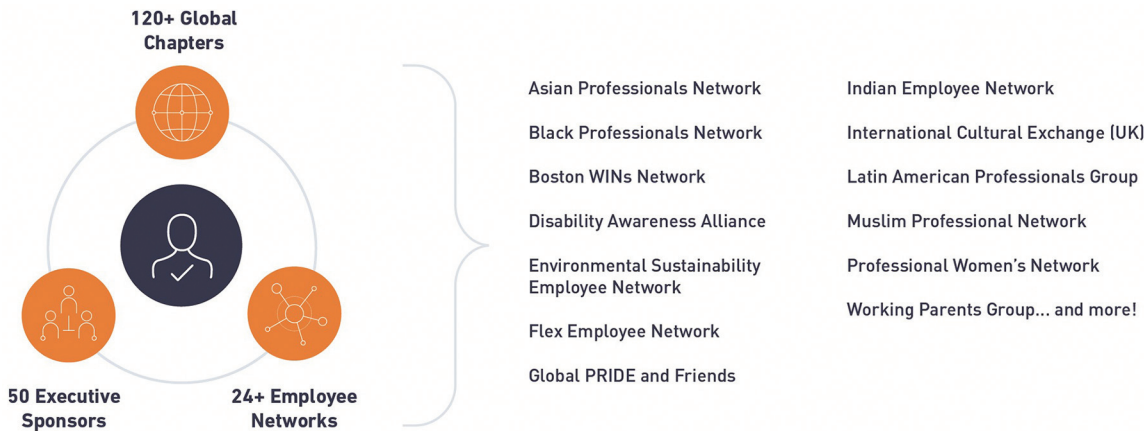 120+ Global
Chapters
50 Executive
Sponsors
24+ Employee
Networks
Asian Professionals Network
Black Professionals Network
Boston WINs Network
Disability Awareness Alliance
Environmental Sustainability
Employee Network
Flex Employee Network
Global PRIDE and Friends
Indian Employee Network
International Cultural Exchange (UK)
Latin American Professionals Group
Muslim Professional Network
Professional Women's Network
Working Parents Group... and more!